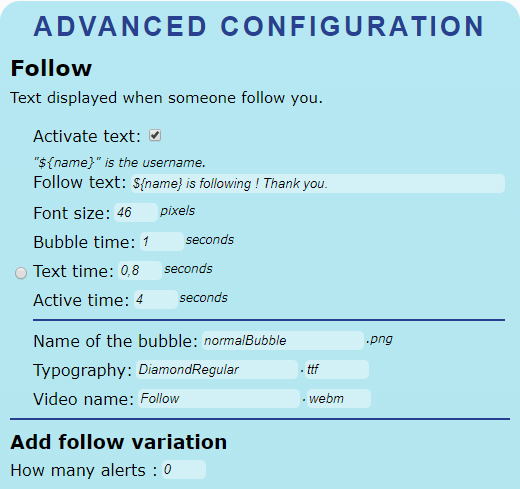 ADVANCED CONFIGURATION
Follow
Text displayed when someone follow you.
Activate text:
"${name}" is the username.
Follow text: ${name} is following ! Thank you.
Font size: 46 pixels
Bubble time: 1 seconds
Text time: 0,8 seconds
Active time: 4 seconds
Name of the bubble: normalBubble .png
Typography: DiamondRegular . ttf
Video name: Follow . webm
Add follow variation
How many alerts : 0